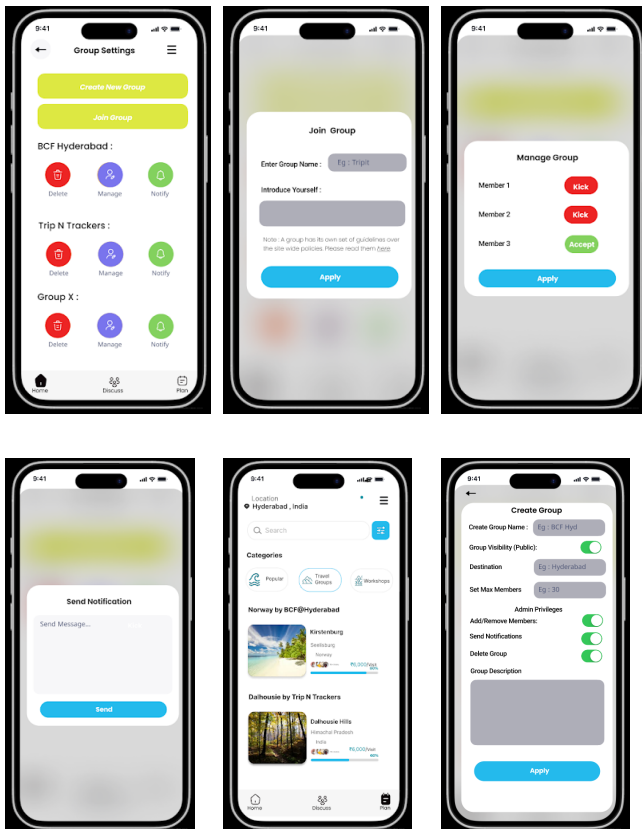 9:41
Group Settings
Create New Group
Join Group
BCF Hyderabad :
Delete Manage Notify
Trip N Trackers :
Delete Manage Notify
Group X :
Delete Manage Notify
Home Discuss Plan
9:41
Join Group
Enter Group Name : Eg : Tripit
Introduce Yourself :
Note : A group has its own set of guidelines over
the site wide policies. Please read them here
Apply
9:41
Manage Group
Member 1 Kick
Member 2 Kick
Member 3 Accept
Apply
9:41
Send Notification
Send Message...
Send
9:41
Location
Hyderabad , India
Search
Categories
Popular Travel Groups Workshops
Norway by BCF@Hyderabad
Kirstenburg
Norway
₹6,000/Visit
Dalhousie by Trip N Trackers
Dalhousie Hills
Himachal Pradesh
India
₹6,000/Visit
60%
Home Discuss Plan
9:41
Create Group
Create Group Name : Eg : BCF Hyd
Group Visibility (Public):
Destination Eg : Hyderabad
Set Max Members Eg : 30
Admin Privileges
Add/Remove Members:
Send Notifications
Delete Group
Group Description
Apply